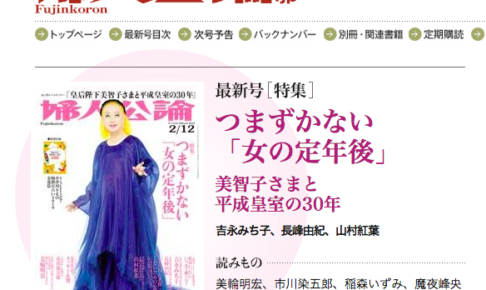 Fujinkoron
トップページ 最新号目次 次号予告 バックナンバー 別冊・関連書籍 定期購読
最新号[特集]
つまずかない
「女の定年後」
美智子さまと
平成皇室の30年
吉永みち子、長峰由紀、山村紅葉
読みもの
美輪明宏、市川染五郎、稲森いずみ、魔夜峰央
「皇后陛下美智子さまと平成皇室の30年」
婦人公論
Fujinkoron
2/12
特集
つまずかない
「女の定年後」